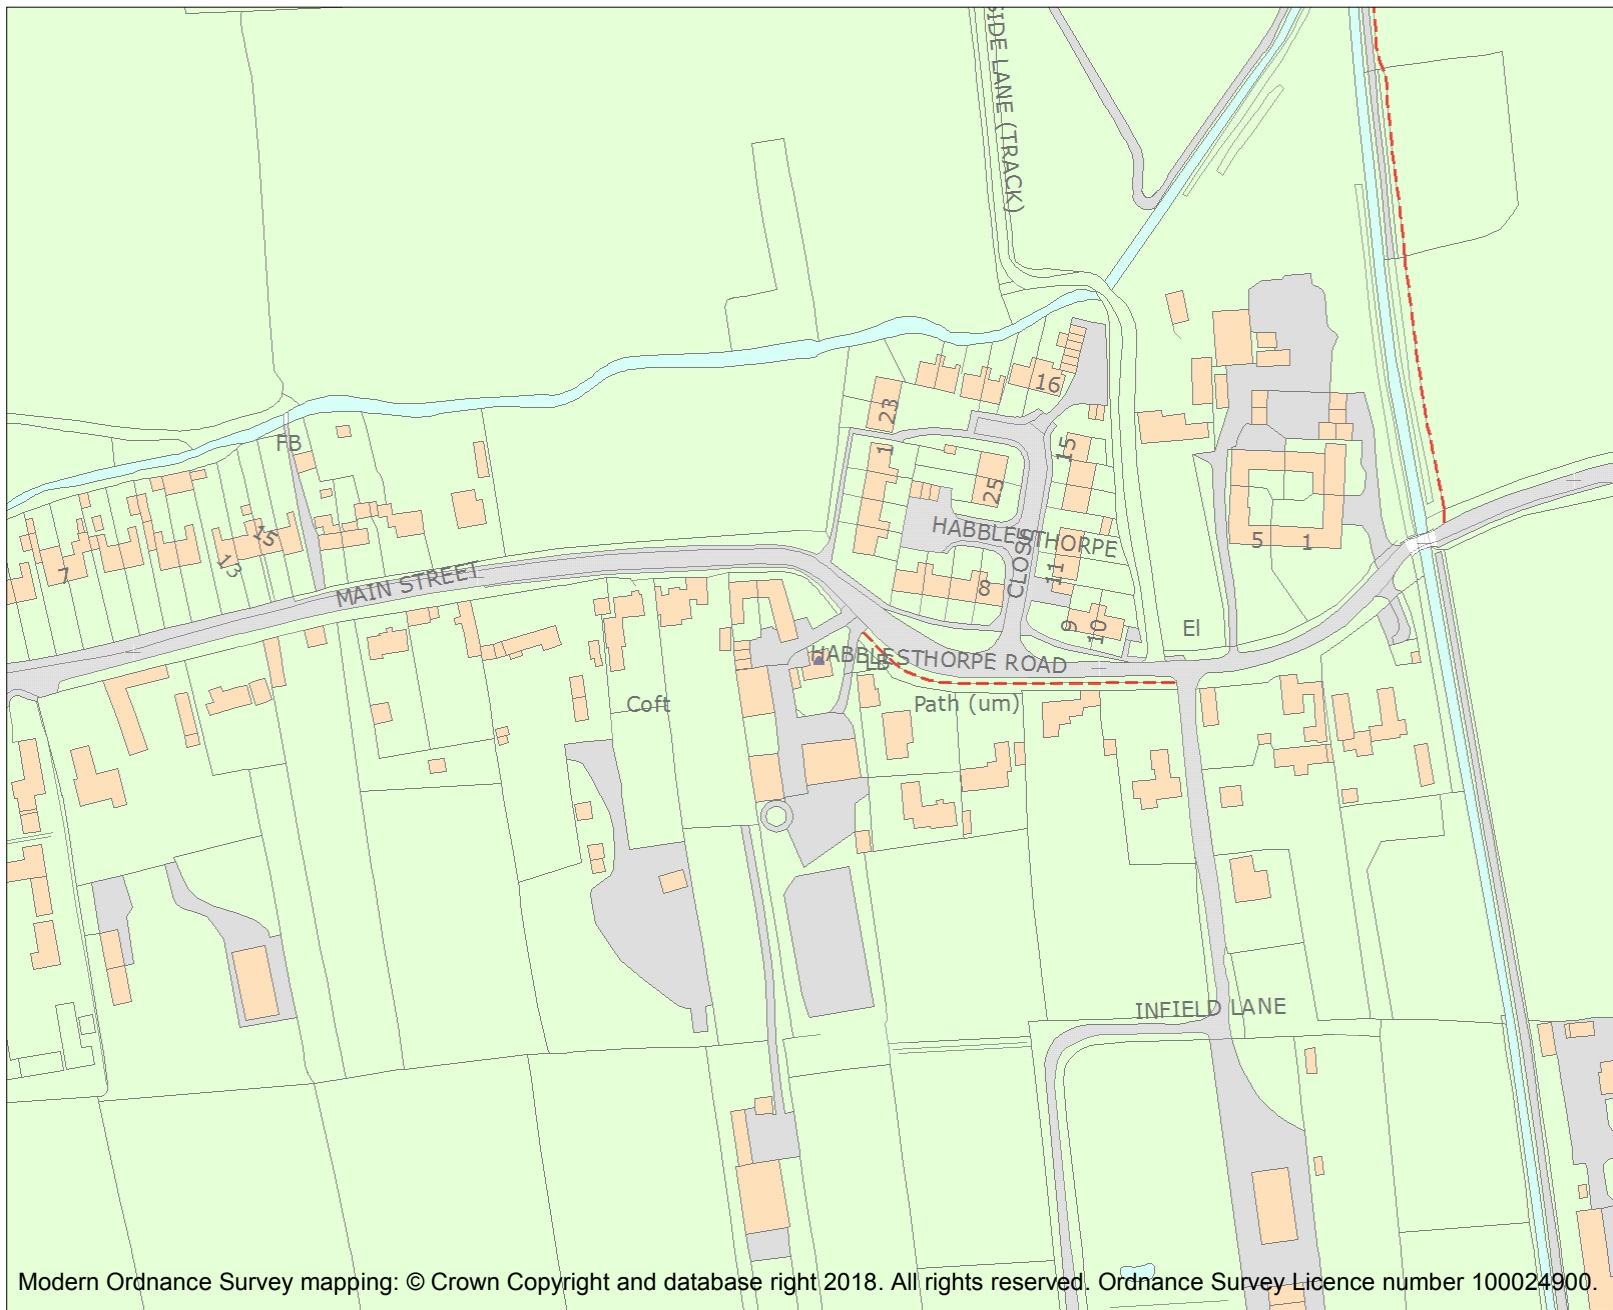 SIDE LANE (TRACK)
16
23
1
15
25
FB
HABBLESTHORPE
CLOSE
15
13
7
5
1
11
8
MAIN STREET
9
10
El
HABBLESTHORPE ROAD
LB
Coft
Path (um)
INFIELD LANE
Modern Ordnance Survey mapping: © Crown Copyright and database right 2018. All rights reserved. Ordnance Survey Licence number 100024900.